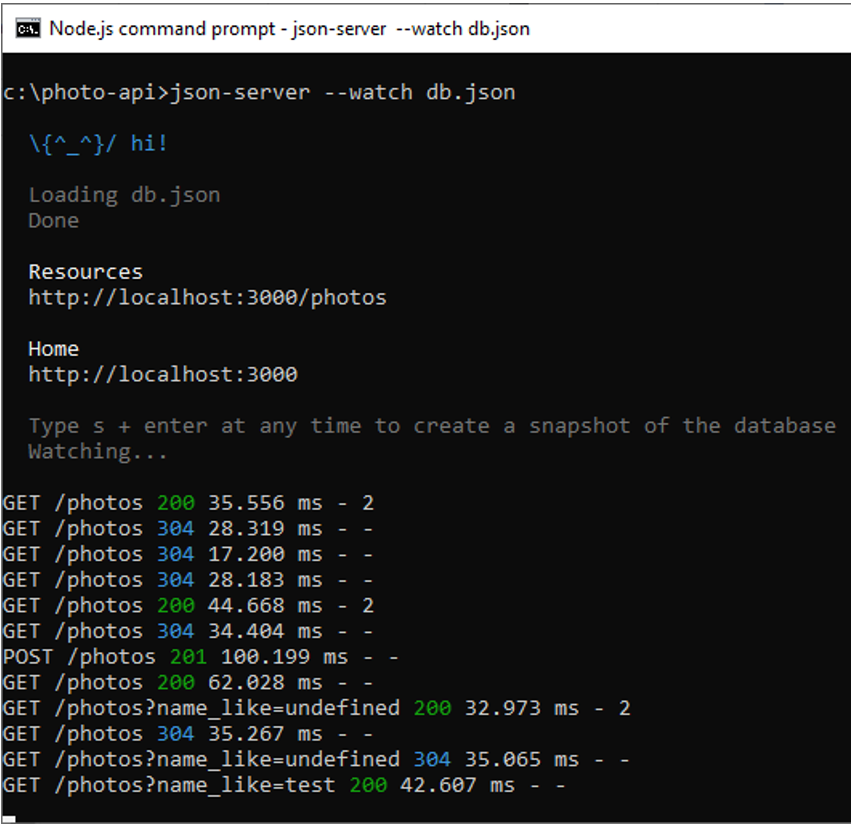 Node.js command prompt - json-server --watch db.json
c:\photo-api>json-server --watch db.json
\{^_^}/ hi!
Loading db.json
Done
Resources
http://localhost:3000/photos
Home
http://localhost:3000
Type s + enter at any time to create a snapshot of the database
Watching...
GET /photos 200 35.556 ms - 2
GET /photos 304 28.319 ms - -
GET /photos 304 17.200 ms - -
GET /photos 304 28.183 ms - -
GET /photos 200 44.668 ms - 2
GET /photos 304 34.404 ms - -
POST /photos 201 100.199 ms - -
GET /photos 200 62.028 ms - -
GET /photos?name_like=undefined 200 32.973 ms - 2
GET /photos 304 35.267 ms - -
GET /photos?name_like=undefined 304 35.065 ms - -
GET /photos?name_like=test 200 42.607 ms - -